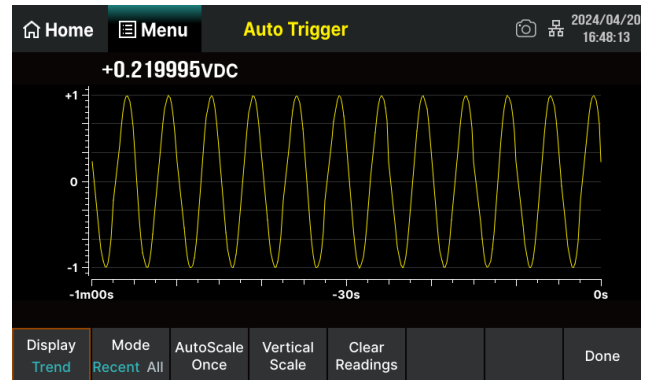 Home
Menu
Auto Trigger
2024/04/20
16:48:13
+0.219995VDC
+1
0
-1
-1m00s
-30s
0s
Display
Trend
Mode
Recent All
AutoScale
Once
Vertical
Scale
Clear
Readings
Done